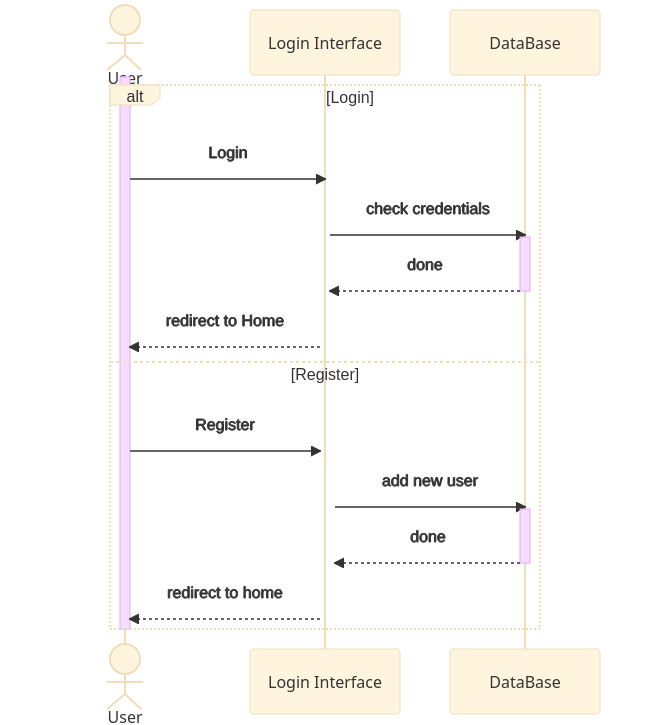 Login Interface
DataBase
User
alt
[Login]
Login
check credentials
done
redirect to Home
[Register]
Register
add new user
done
redirect to home
Login Interface
DataBase
User